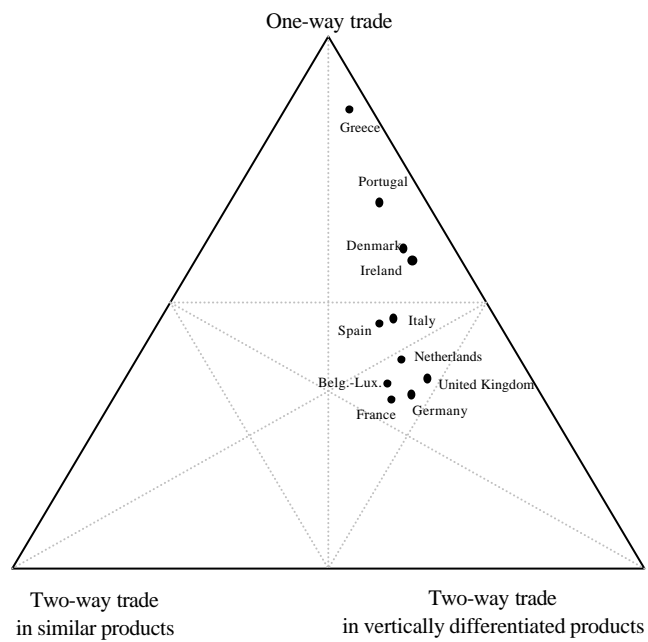 One-way trade
Greece
Portugal
Denmark
Ireland
Spain
Italy
Netherlands
Belg.-Lux.
United Kingdom
France
Germany
Two-way trade
in similar products
Two-way trade
in vertically differentiated products